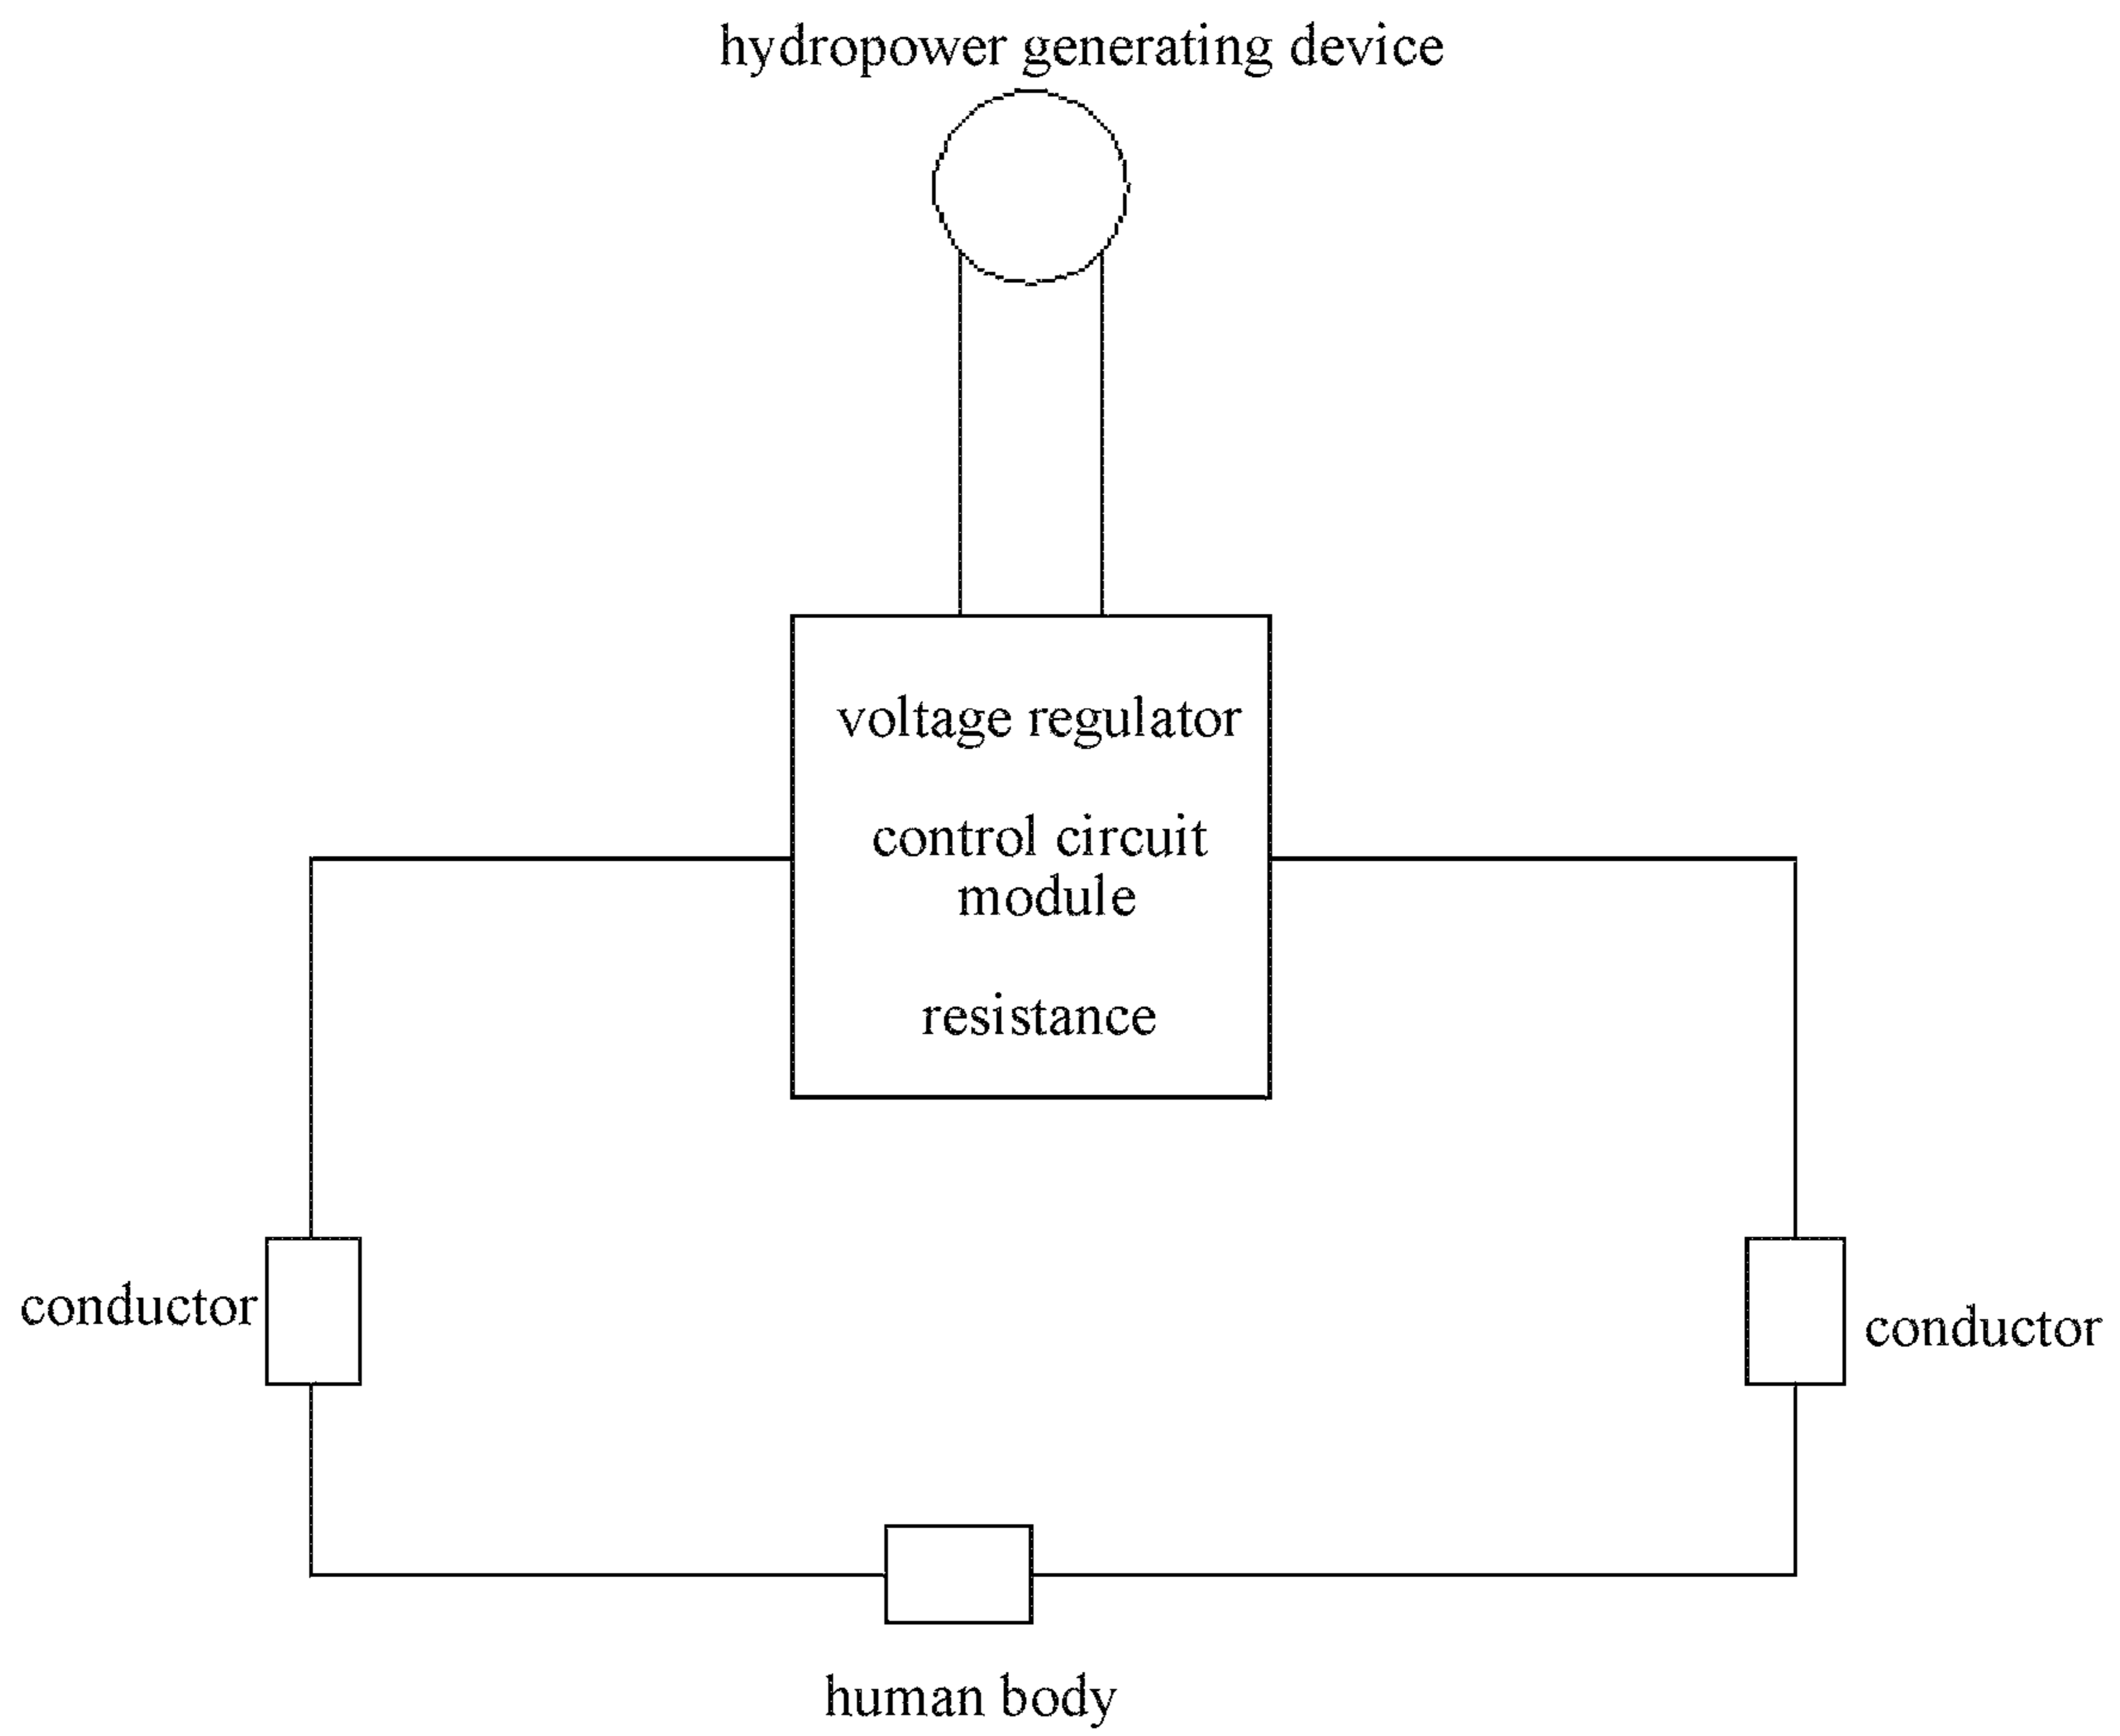 hydropower generating device
voltage regulator
control circuit
module
resistance
conductor
conductor
human body